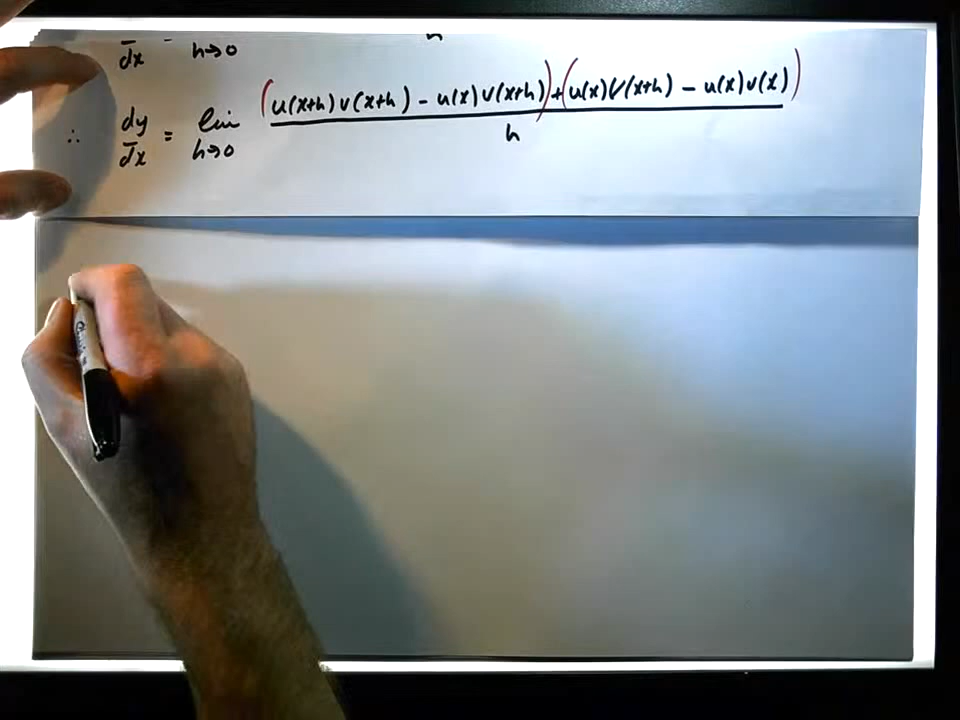 dx h→0 h
∴ dy/dx = lim h→0 (u(x+h)v(x+h) - u(x)v(x+h))+(u(x)v(x+h) - u(x)v(x))
h